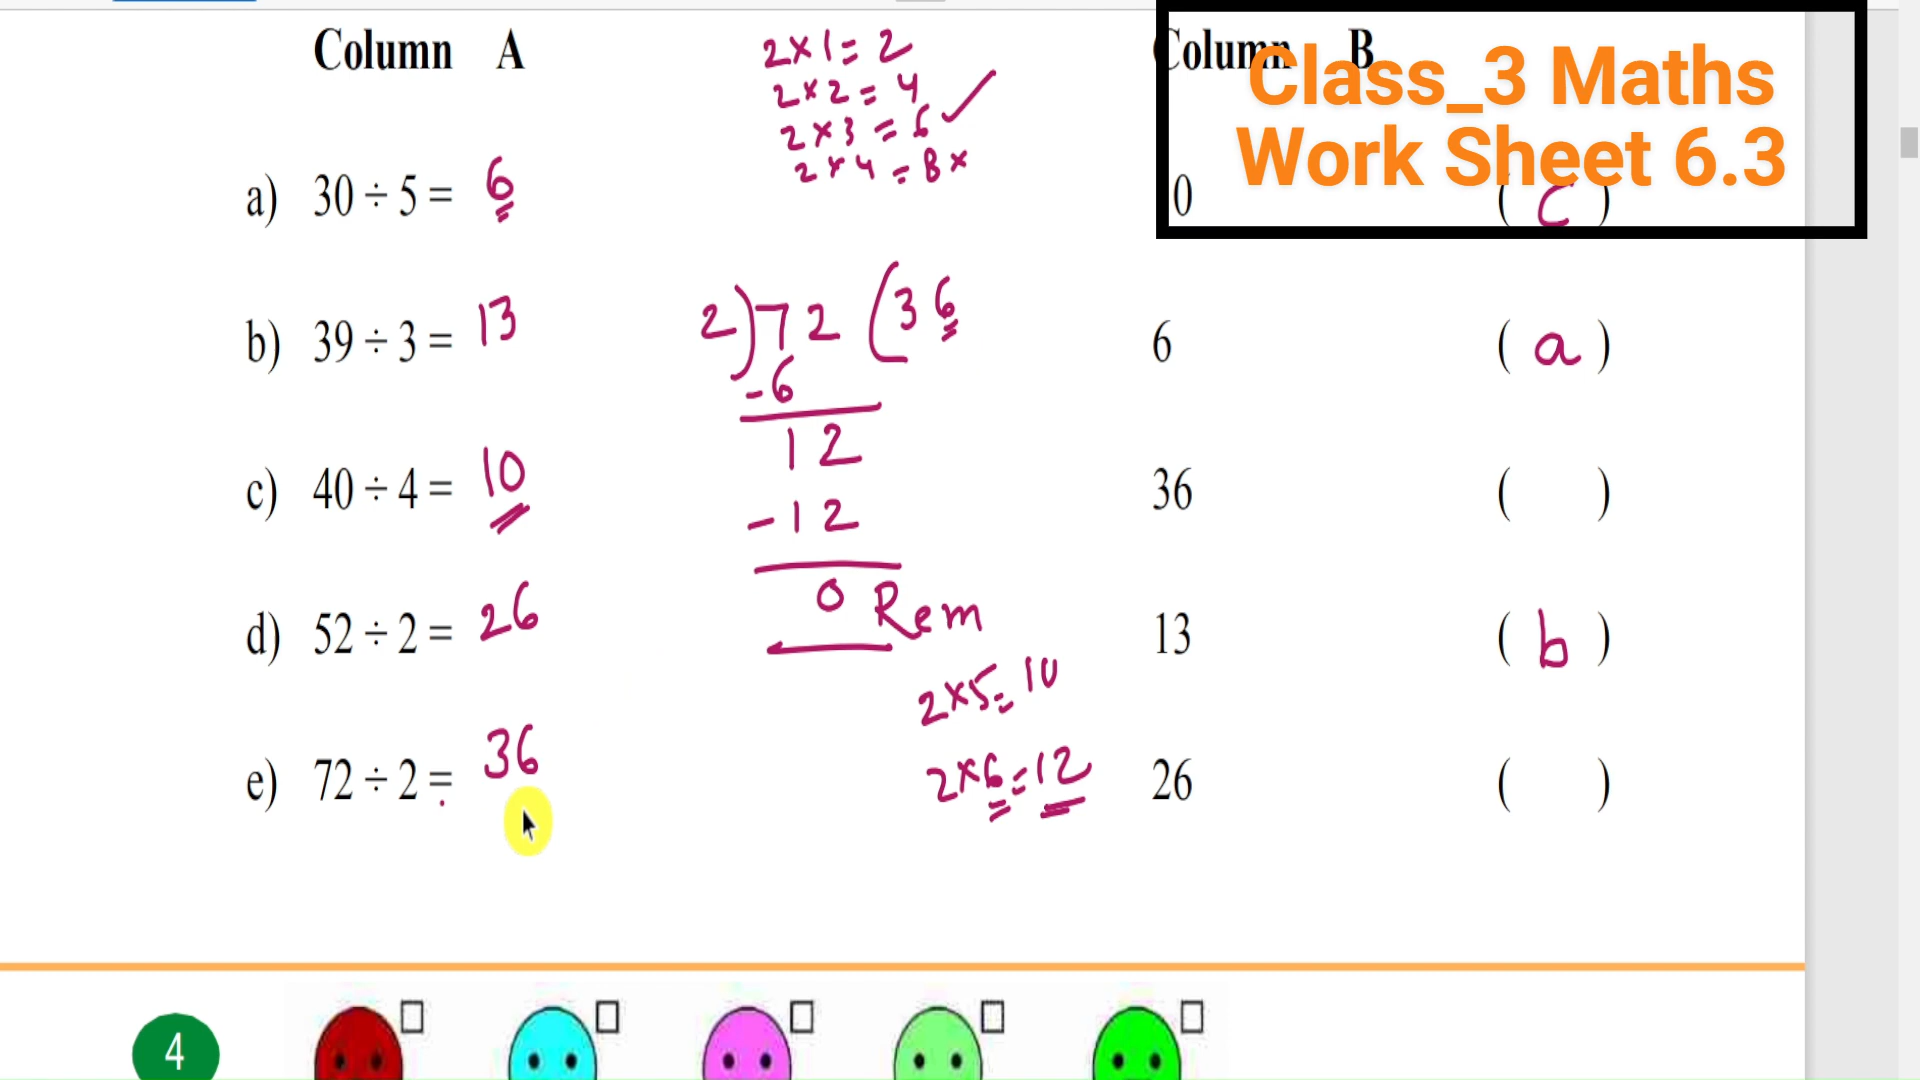 Column A
Column B
Class_3 Maths
Work Sheet 6.3
2×1= 2
2×2= 4
2×3 = 6 ✓
2×4 = 8 ×
a) 30 ÷ 5 = 6
0 ( c )
b) 39 ÷ 3 = 13
2)72(36
6 ( a )
-6
12
c) 40 ÷ 4 = 10
36 ( )
-12
0 Rem
d) 52 ÷ 2 = 26
13 ( b )
2×5= 10
2×6=12
e) 72 ÷ 2 = 36
26 ( )
4